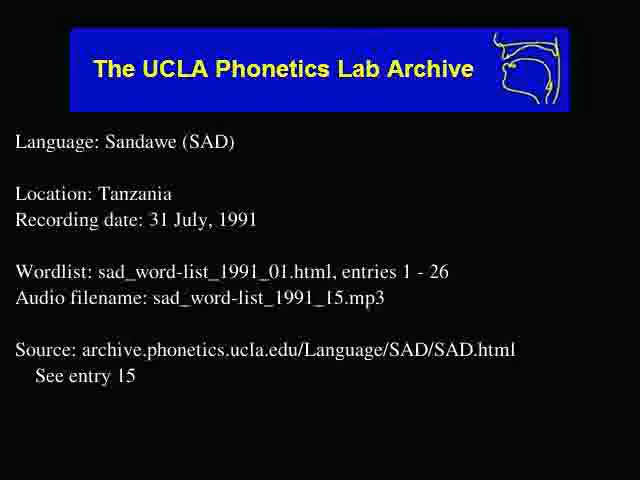 The UCLA Phonetics Lab Archive
Language: Sandawe (SAD)
Location: Tanzania
Recording date: 31 July, 1991
Wordlist: sad_word-list_1991_01.html, entries 1 - 26
Audio filename: sad_word-list_1991_15.mp3
Source: archive.phonetics.ucla.edu/Language/SAD/SAD.html
See entry 15